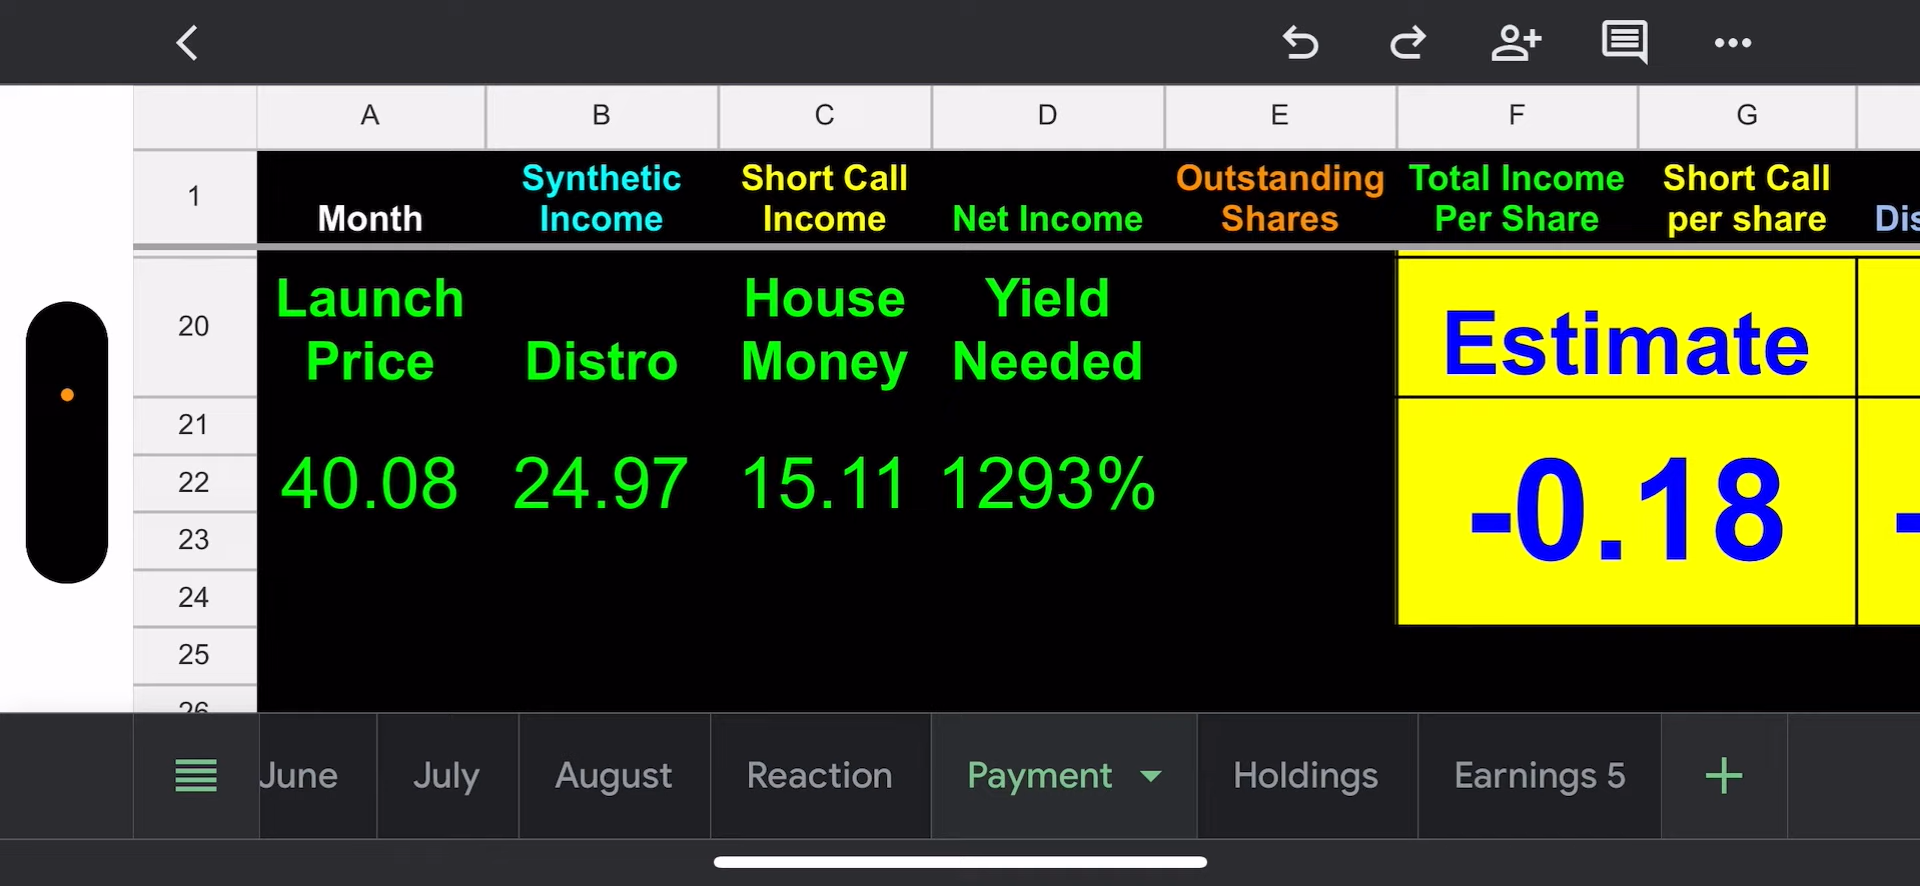 A B C D E F G
1 Month Synthetic Income Short Call Income Net Income Outstanding Shares Total Income Per Share Short Call per share
20 Launch Price Distro House Money Yield Needed Estimate
21
22 40.08 24.97 15.11 1293% -0.18
23
24
25
26
June July August Reaction Payment Holdings Earnings 5 +